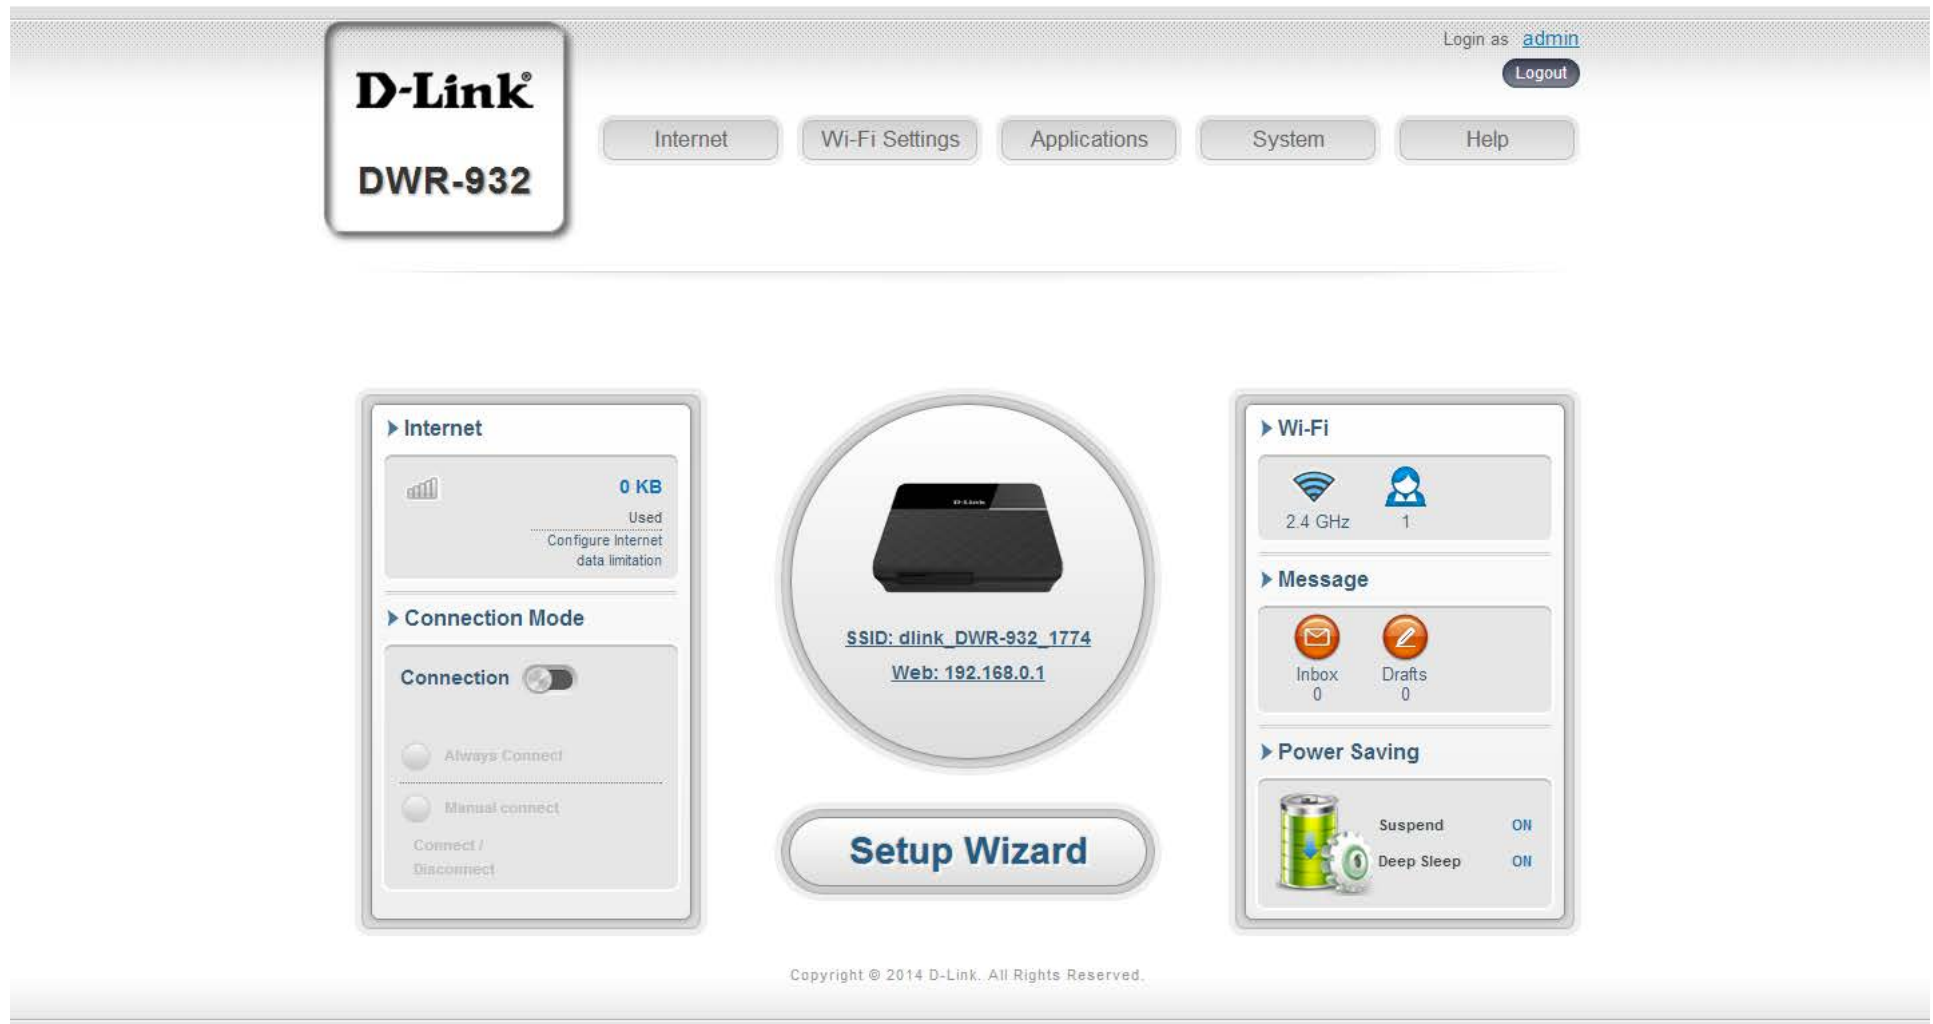 Login as admin
Logout
D-Link®
DWR-932
Internet
Wi-Fi Settings
Applications
System
Help
Internet
0 KB
Used
Configure Internet
data limitation
Connection Mode
Connection
Always Connect
Manual connect
Connect /
Disconnect
D-Link
SSID: dlink_DWR-932_1774
Web: 192.168.0.1
Setup Wizard
Wi-Fi
2.4 GHz
1
Message
Inbox
0
Drafts
0
Power Saving
Suspend ON
Deep Sleep ON
Copyright © 2014 D-Link. All Rights Reserved.